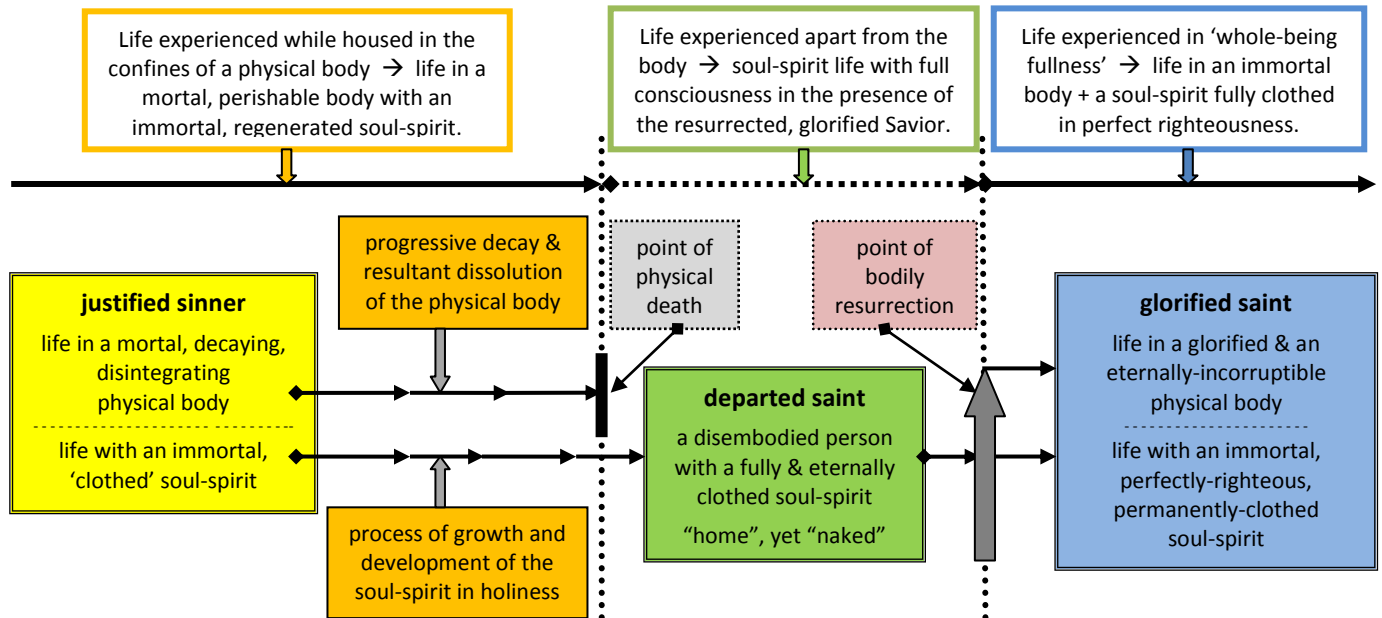 Life experienced while housed in the
confines of a physical body → life in a
mortal, perishable body with an
immortal, regenerated soul-spirit.
Life experienced apart from the
body → soul-spirit life with full
consciousness in the presence of
the resurrected, glorified Savior.
Life experienced in ‘whole-being
fullness’ → life in an immortal
body + a soul-spirit fully clothed
in perfect righteousness.
justified sinner
life in a mortal, decaying,
disintegrating
physical body
life with an immortal,
‘clothed’ soul-spirit
progressive decay &
resultant dissolution
of the physical body
process of growth and
development of the
soul-spirit in holiness
point of
physical
death
departed saint
a disembodied person
with a fully & eternally
clothed soul-spirit
“home”, yet “naked”
point of
bodily
resurrection
glorified saint
life in a glorified & an
eternally-incorruptible
physical body
life with an immortal,
perfectly-righteous,
permanently-clothed
soul-spirit